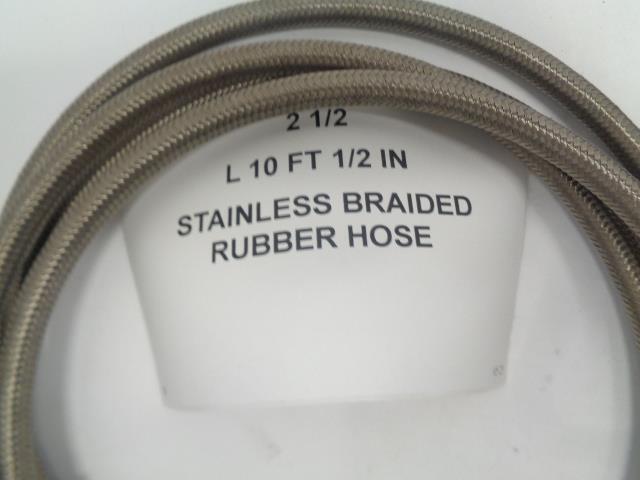 2 1/2
L 10 FT 1/2 IN
STAINLESS BRAIDED
RUBBER HOSE